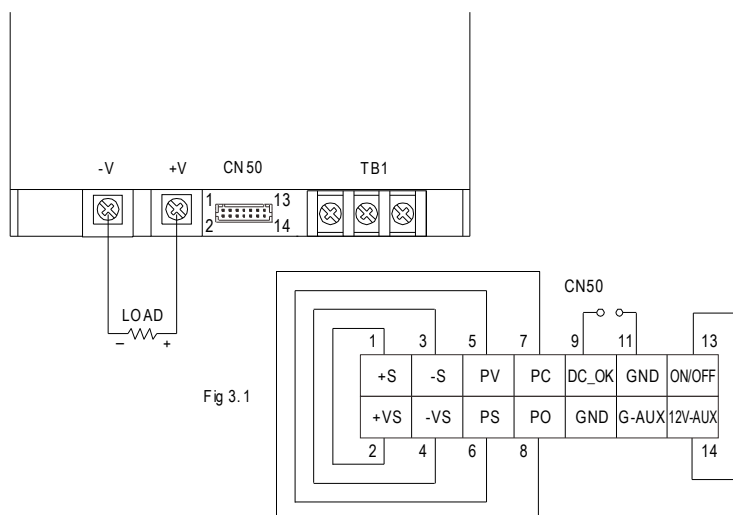 -V +V CN50 TB1
1 13
2 14
LOAD
– +
CN50
1 3 5 7 9 11 13
+S -S PV PC DC_OK GND ON/OFF
+VS -VS PS PO GND G-AUX 12V-AUX
2 4 6 8 14
Fig 3.1